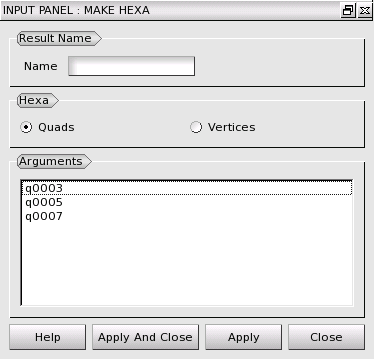 INPUT PANEL : MAKE HEXA
Result Name
Name
Hexa
Quads Vertices
Arguments
q0003
q0005
q0007
Help Apply And Close Apply Close